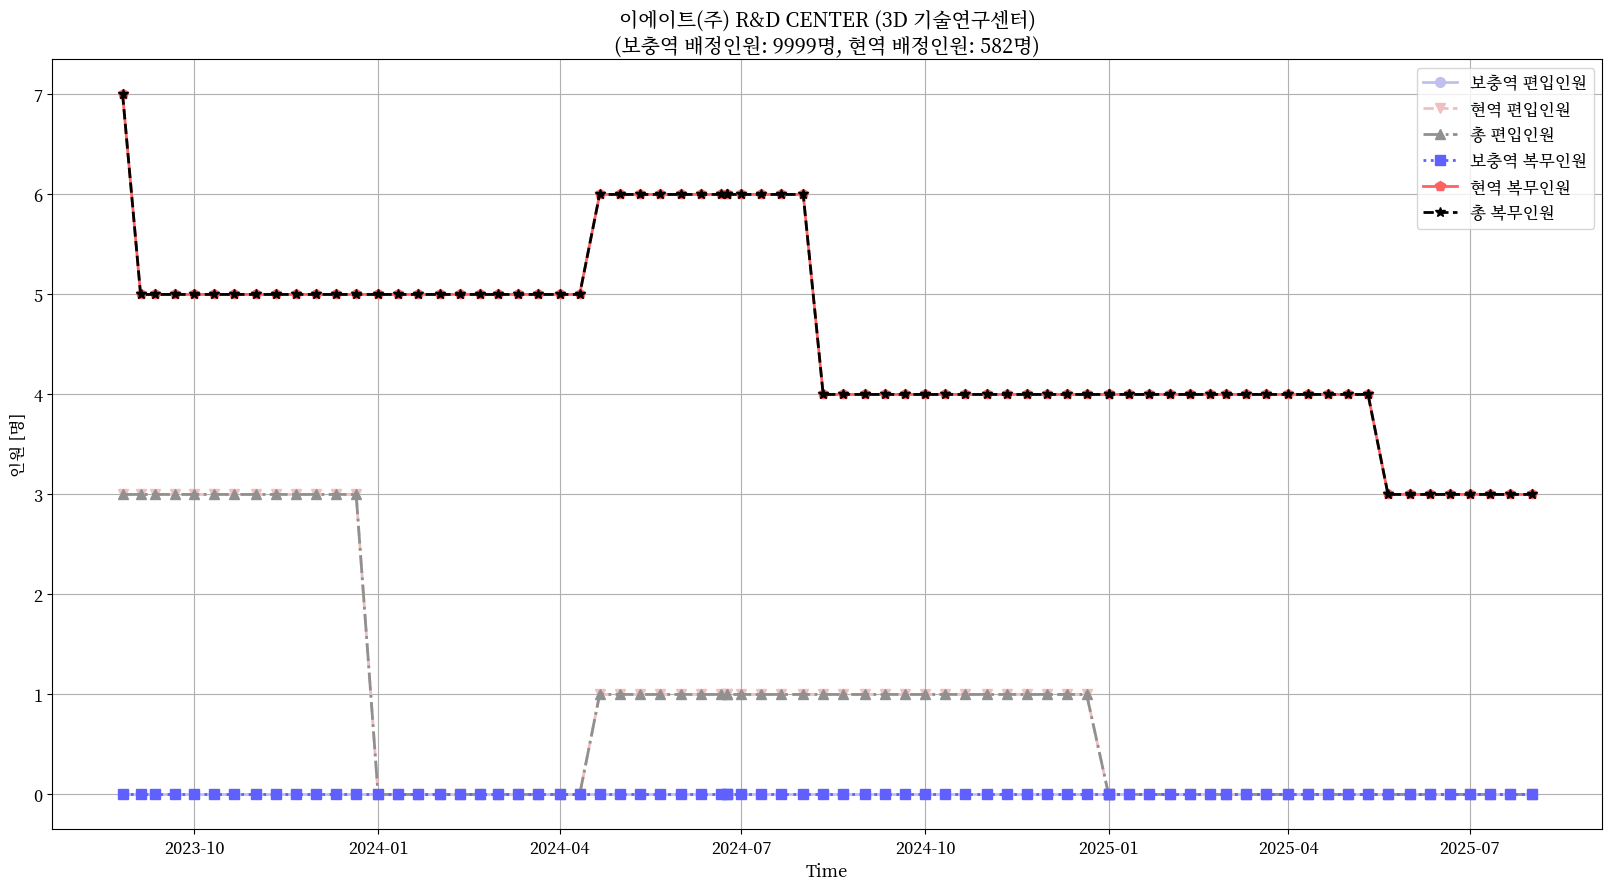 이에이트(주) R&D CENTER (3D 기술연구센터)
(보충역 배정인원: 9999명, 현역 배정인원: 582명)
보충역 편입인원
현역 편입인원
총 편입인원
보충역 복무인원
현역 복무인원
총 복무인원
인원 [명]
7
6
5
4
3
2
1
0
2023-10
2024-01
2024-04
2024-07
2024-10
2025-01
2025-04
2025-07
Time